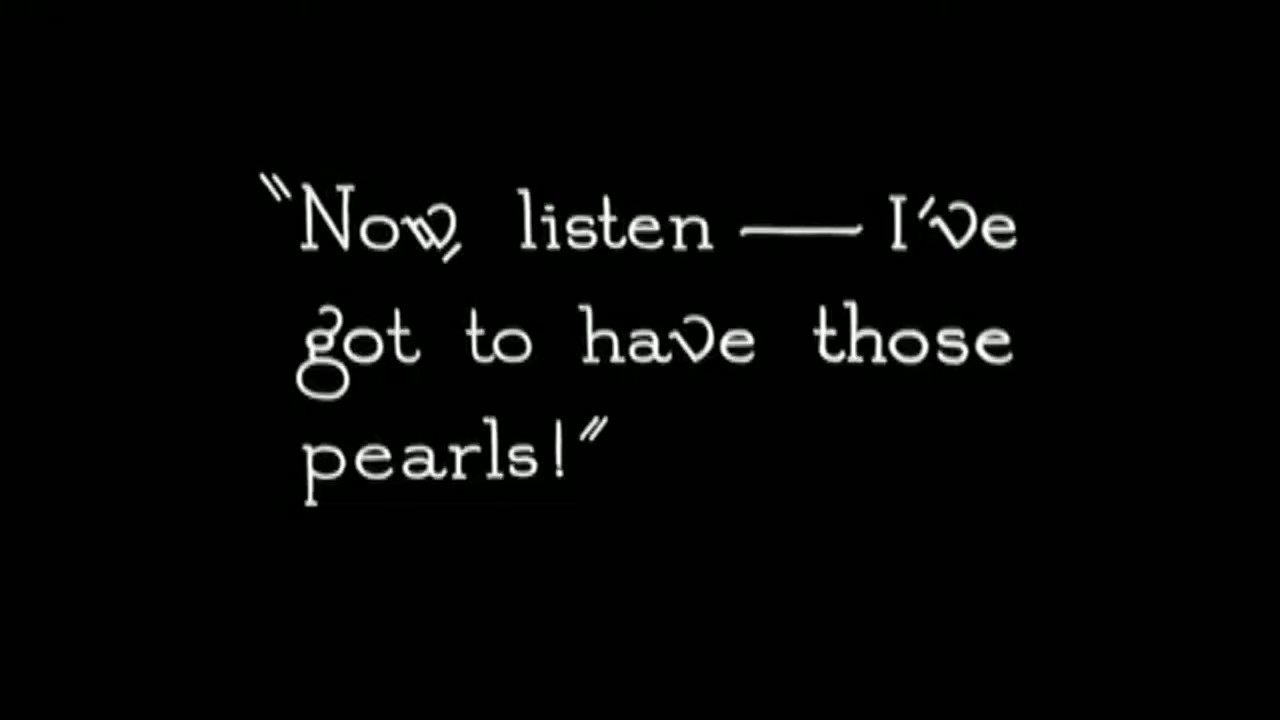 "Now, listen — I've
got to have those
pearls!"